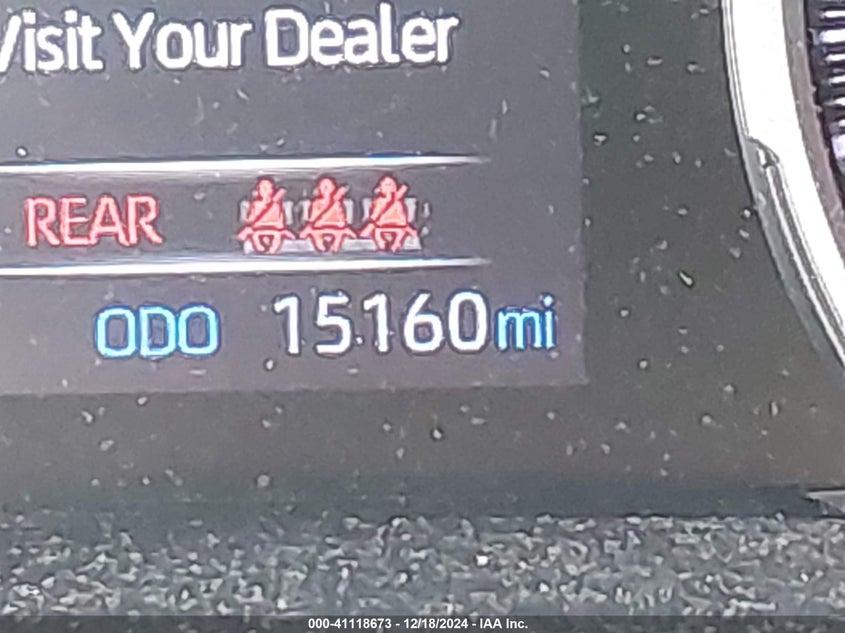 Visit Your Dealer
REAR
ODO 15160mi
000-41118673 - 12/18/2024 - IAA Inc.